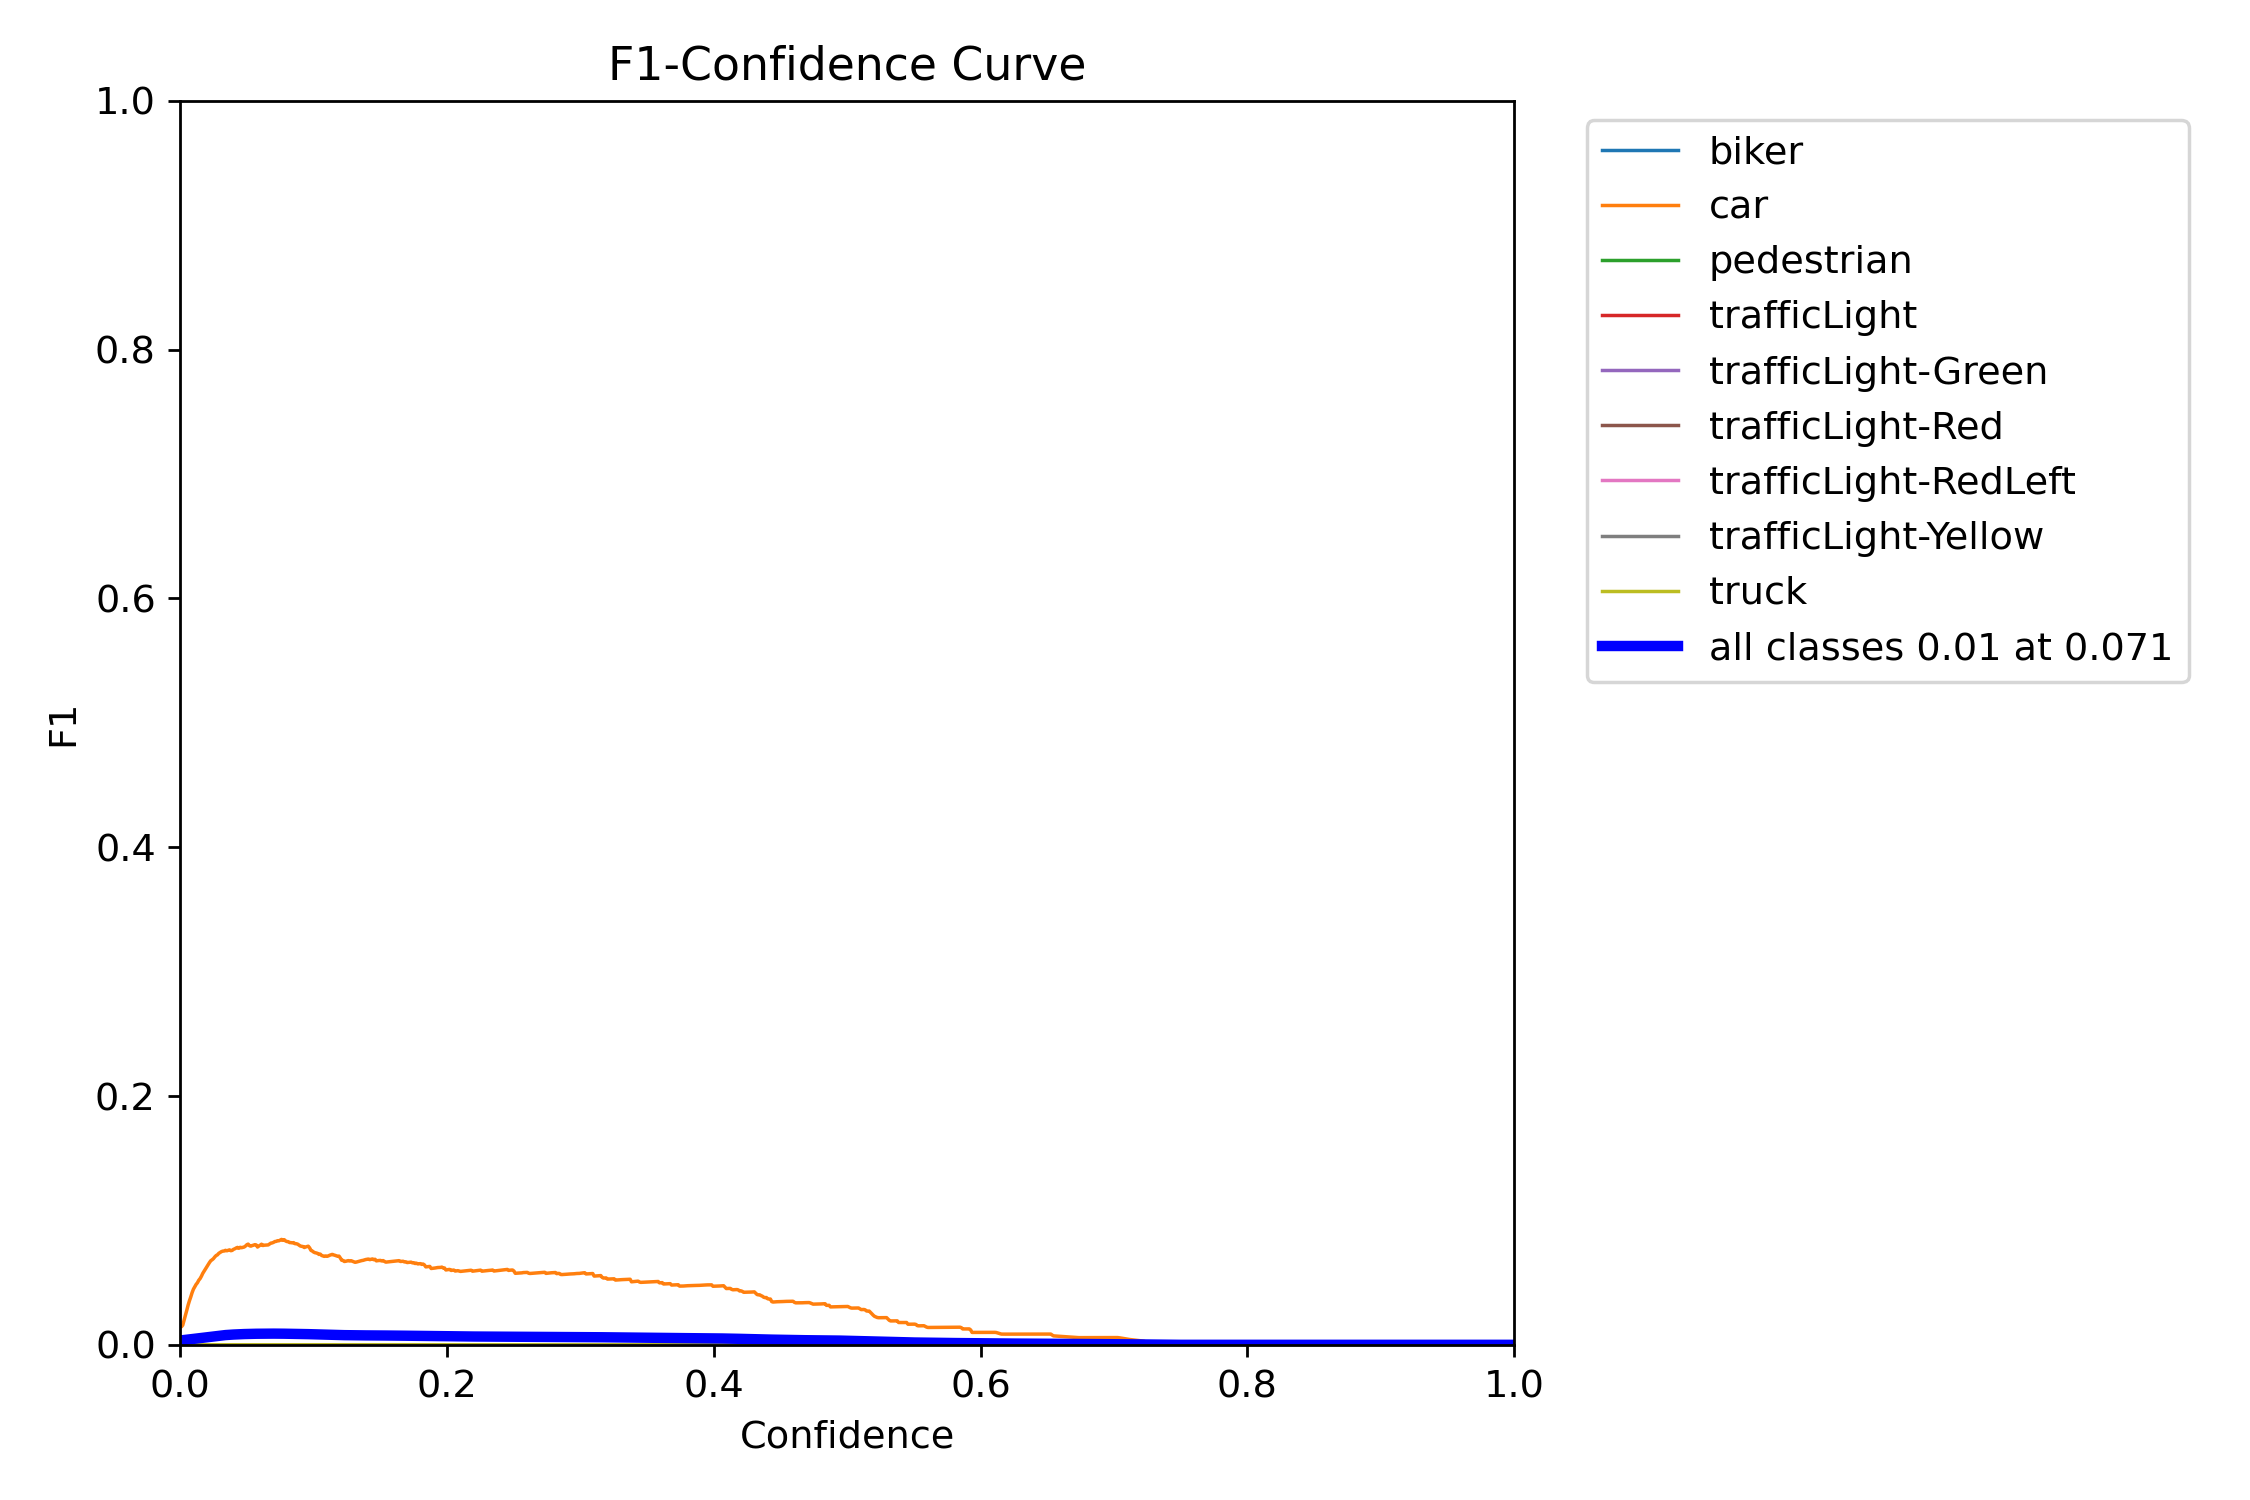 F1-Confidence Curve
1.0
0.8
0.6
0.4
0.2
0.0
F1
0.0 0.2 0.4 0.6 0.8 1.0
Confidence
biker
car
pedestrian
trafficLight
trafficLight-Green
trafficLight-Red
trafficLight-RedLeft
trafficLight-Yellow
truck
all classes 0.01 at 0.071